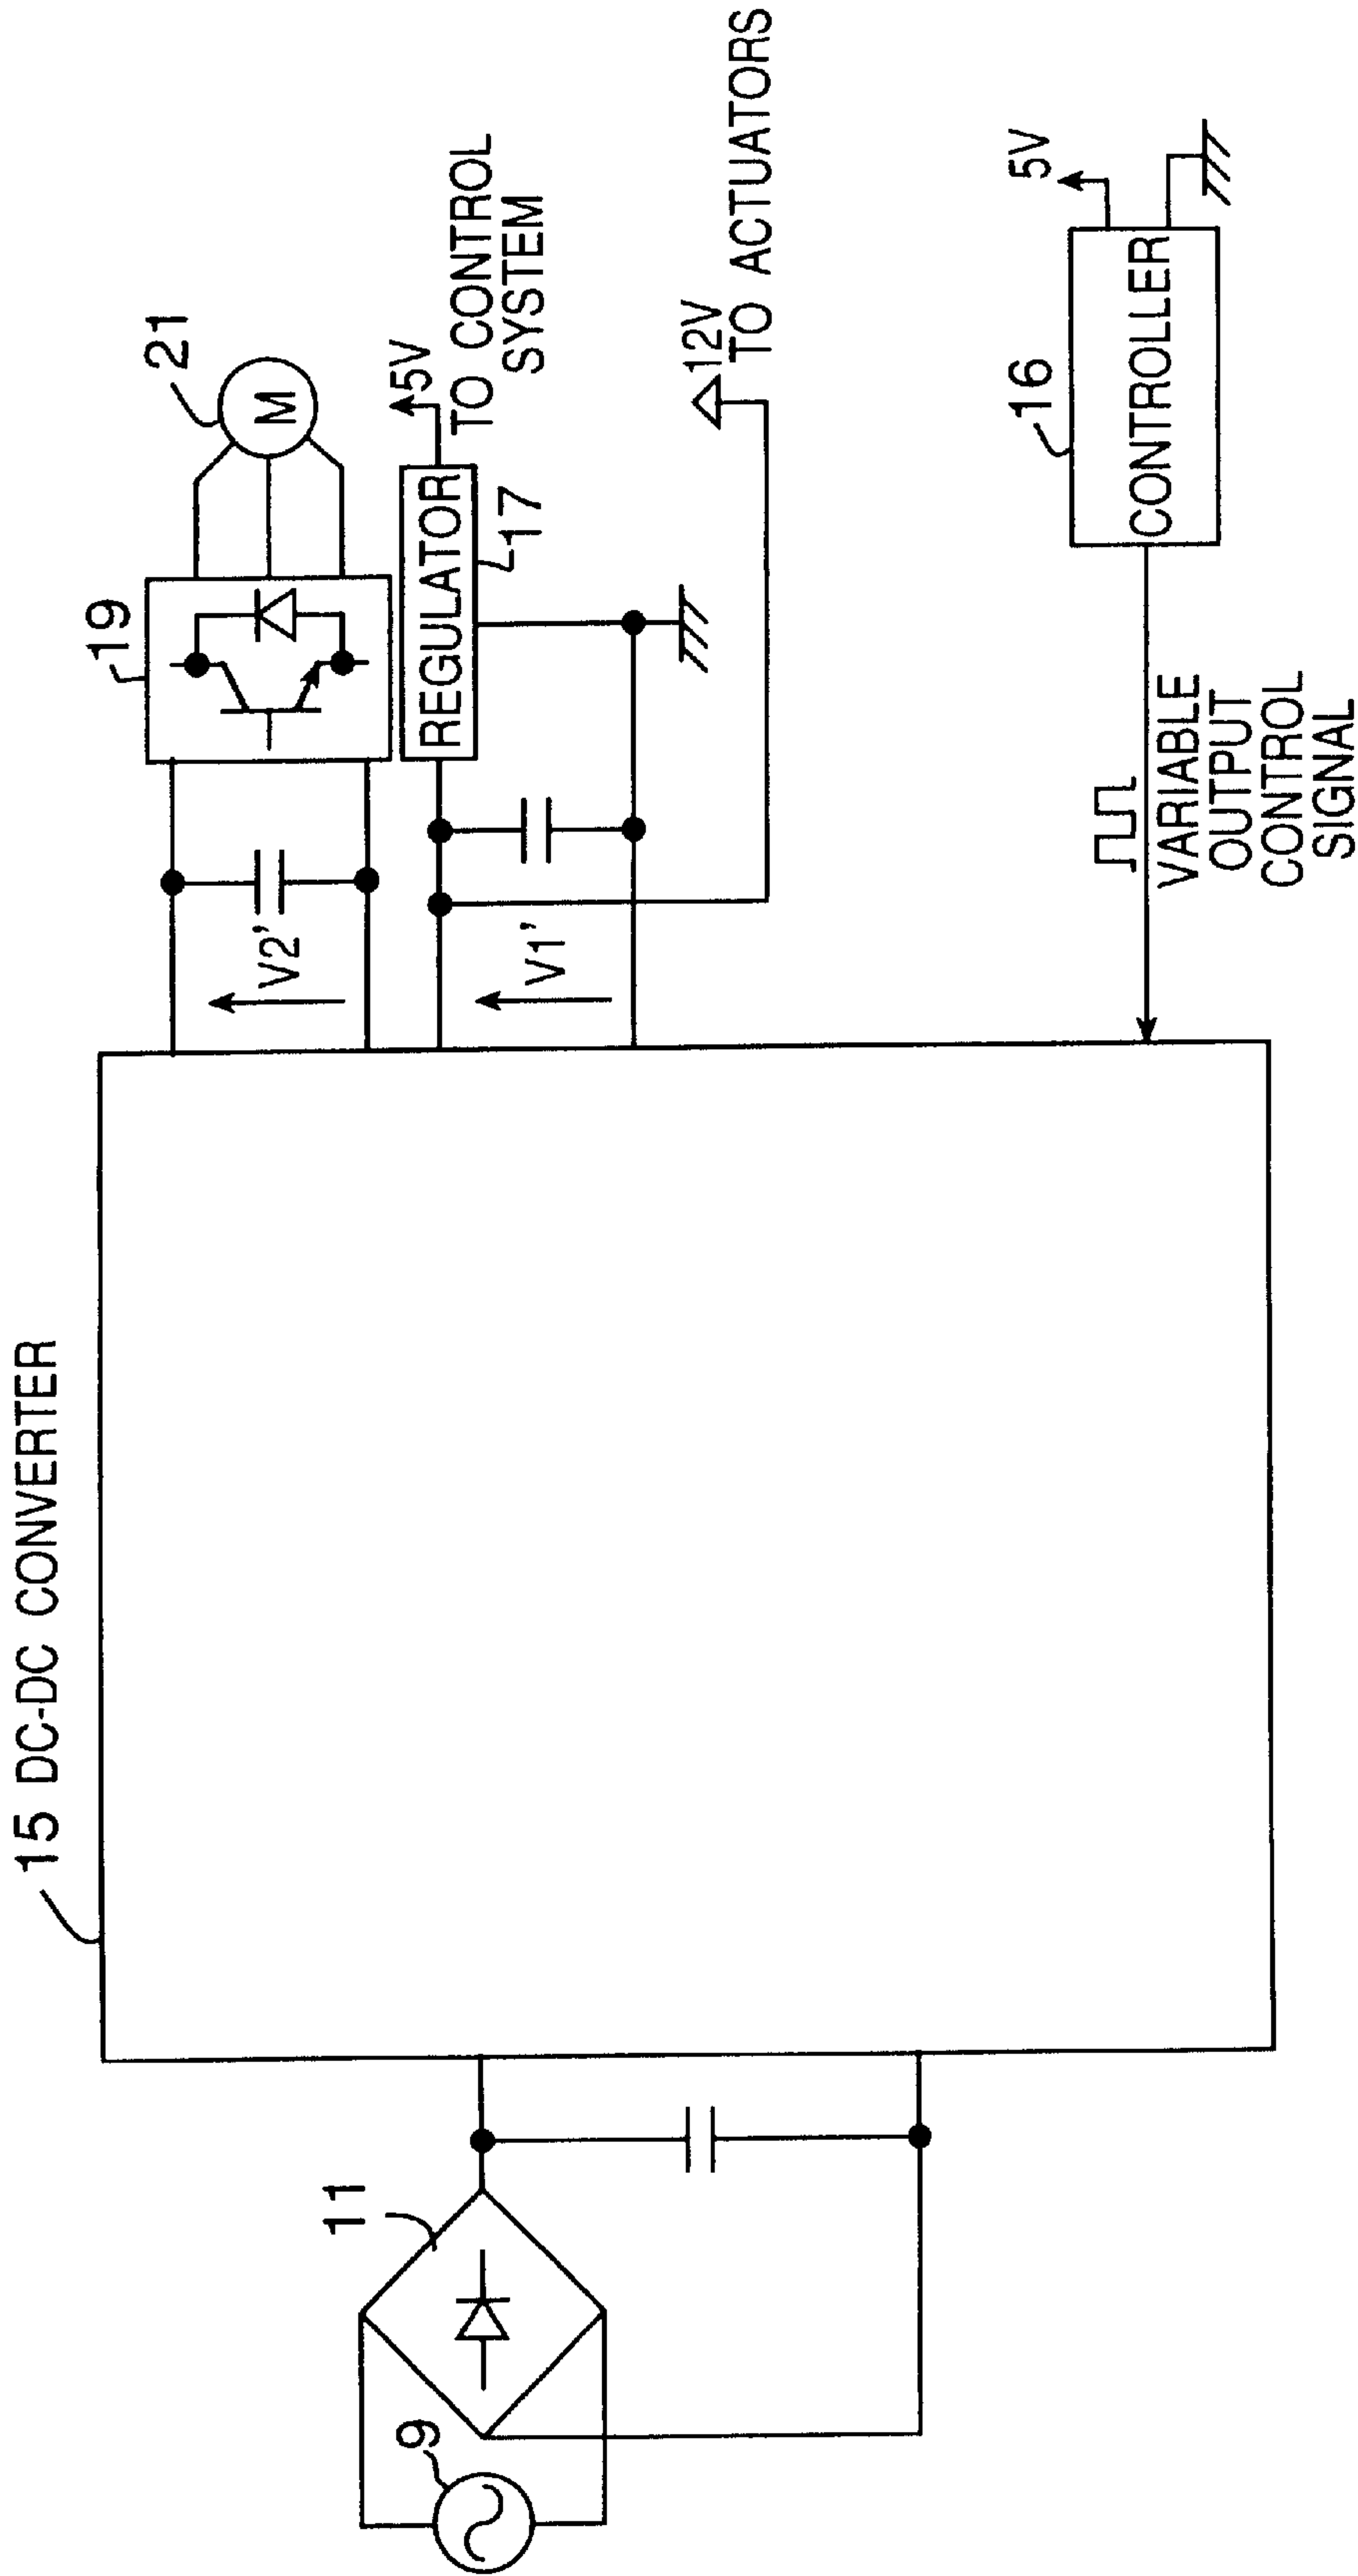 15 DC-DC CONVERTER
9
11
V2'
19
21
M
V1'
REGULATOR
17
5V
TO CONTROL
SYSTEM
12V
TO ACTUATORS
VARIABLE
OUTPUT
CONTROL
SIGNAL
16
CONTROLLER
5V